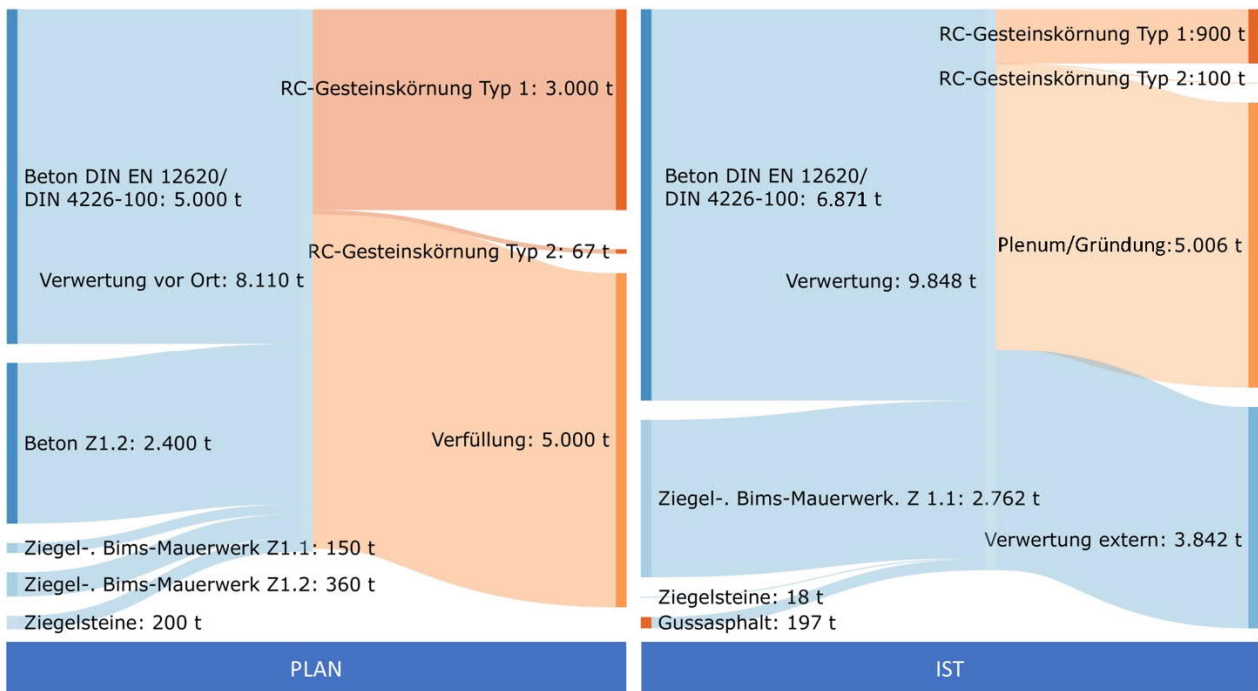 RC-Gesteinskörnung Typ 1: 3.000 t
Beton DIN EN 12620/
DIN 4226-100: 5.000 t
RC-Gesteinskörnung Typ 2: 67 t
Verwertung vor Ort: 8.110 t
Beton Z1.2: 2.400 t
Verfüllung: 5.000 t
Ziegel-. Bims-Mauerwerk Z1.1: 150 t
Ziegel-. Bims-Mauerwerk Z1.2: 360 t
Ziegelsteine: 200 t
PLAN
RC-Gesteinskörnung Typ 1:900 t
RC-Gesteinskörnung Typ 2:100 t
Beton DIN EN 12620/
DIN 4226-100: 6.871 t
Plenum/Gründung:5.006 t
Verwertung: 9.848 t
Ziegel-. Bims-Mauerwerk. Z 1.1: 2.762 t
Verwertung extern: 3.842 t
Ziegelsteine: 18 t
Gussasphalt: 197 t
IST